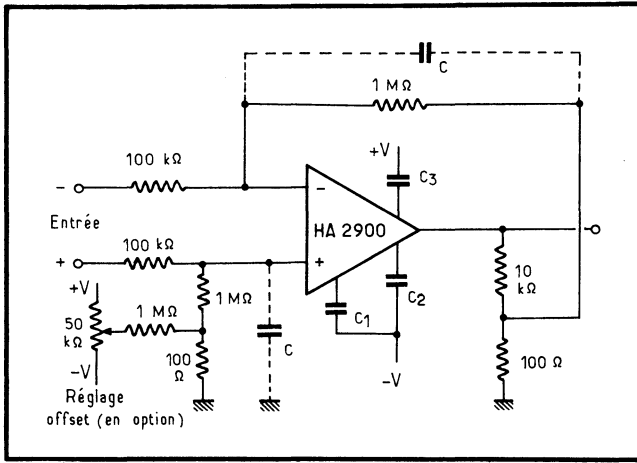 C
1 MΩ
100 kΩ
+V
C3
−
−
Entrée
HA 2900
100 kΩ
+
+
+V
1 MΩ
10
kΩ
50
kΩ
1 MΩ
C2
C1
100
Ω
C
100 Ω
−V
−V
Réglage
offset (en option)